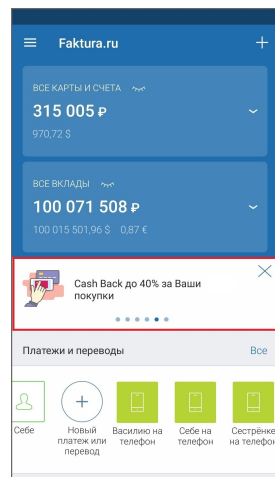 Faktura.ru
ВСЕ КАРТЫ И СЧЕТА
315 005 ₽
970,72 $
ВСЕ ВКЛАДЫ
100 071 508 ₽
100 015 501,96 $ 0,87 €
Cash Back до 40% за Ваши
покупки
Платежи и переводы Все
Себе
Новый
платеж или
перевод
Василию на
телефон
Себе на
телефон
Сестрёнке
на телефон